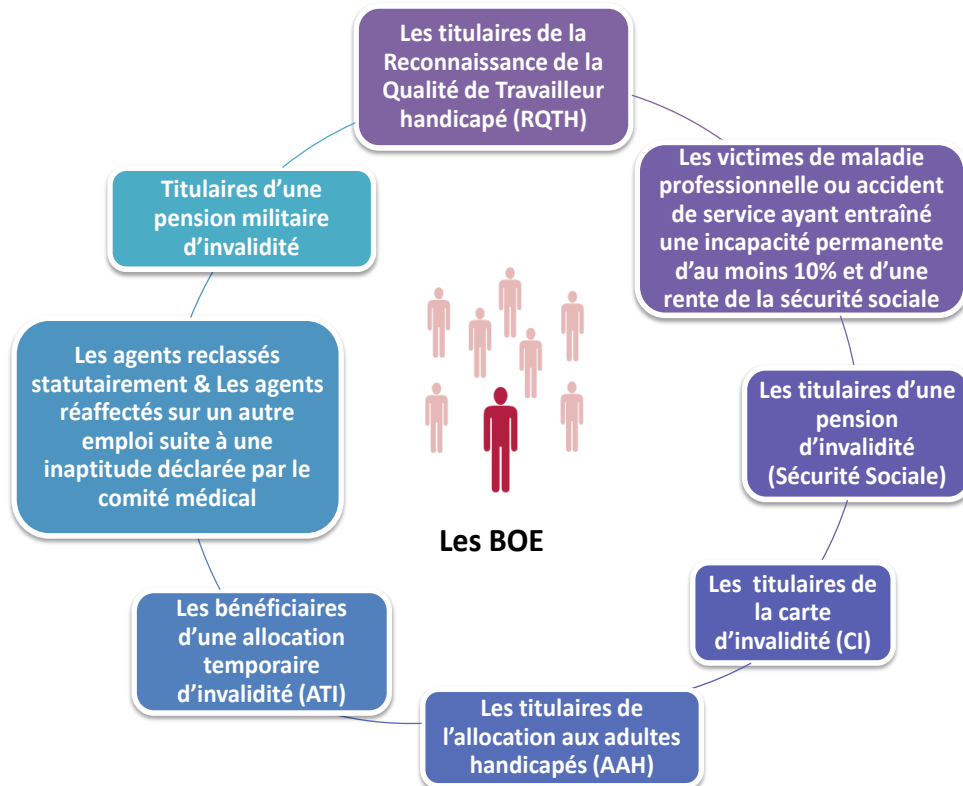 Les titulaires de la
Reconnaissance de la
Qualité de Travailleur
handicapé (RQTH)
Les victimes de maladie
professionnelle ou accident
de service ayant entraîné
une incapacité permanente
d’au moins 10% et d’une
rente de la sécurité sociale
Les titulaires d’une
pension
d’invalidité
(Sécurité Sociale)
Les titulaires de
la carte
d’invalidité (CI)
Les titulaires de
l’allocation aux adultes
handicapés (AAH)
Les bénéficiaires
d’une allocation
temporaire
d’invalidité (ATI)
Les agents reclassés
statutairement & Les agents
réaffectés sur un autre
emploi suite à une
inaptitude déclarée par le
comité médical
Titulaires d’une
pension militaire
d’invalidité
Les BOE